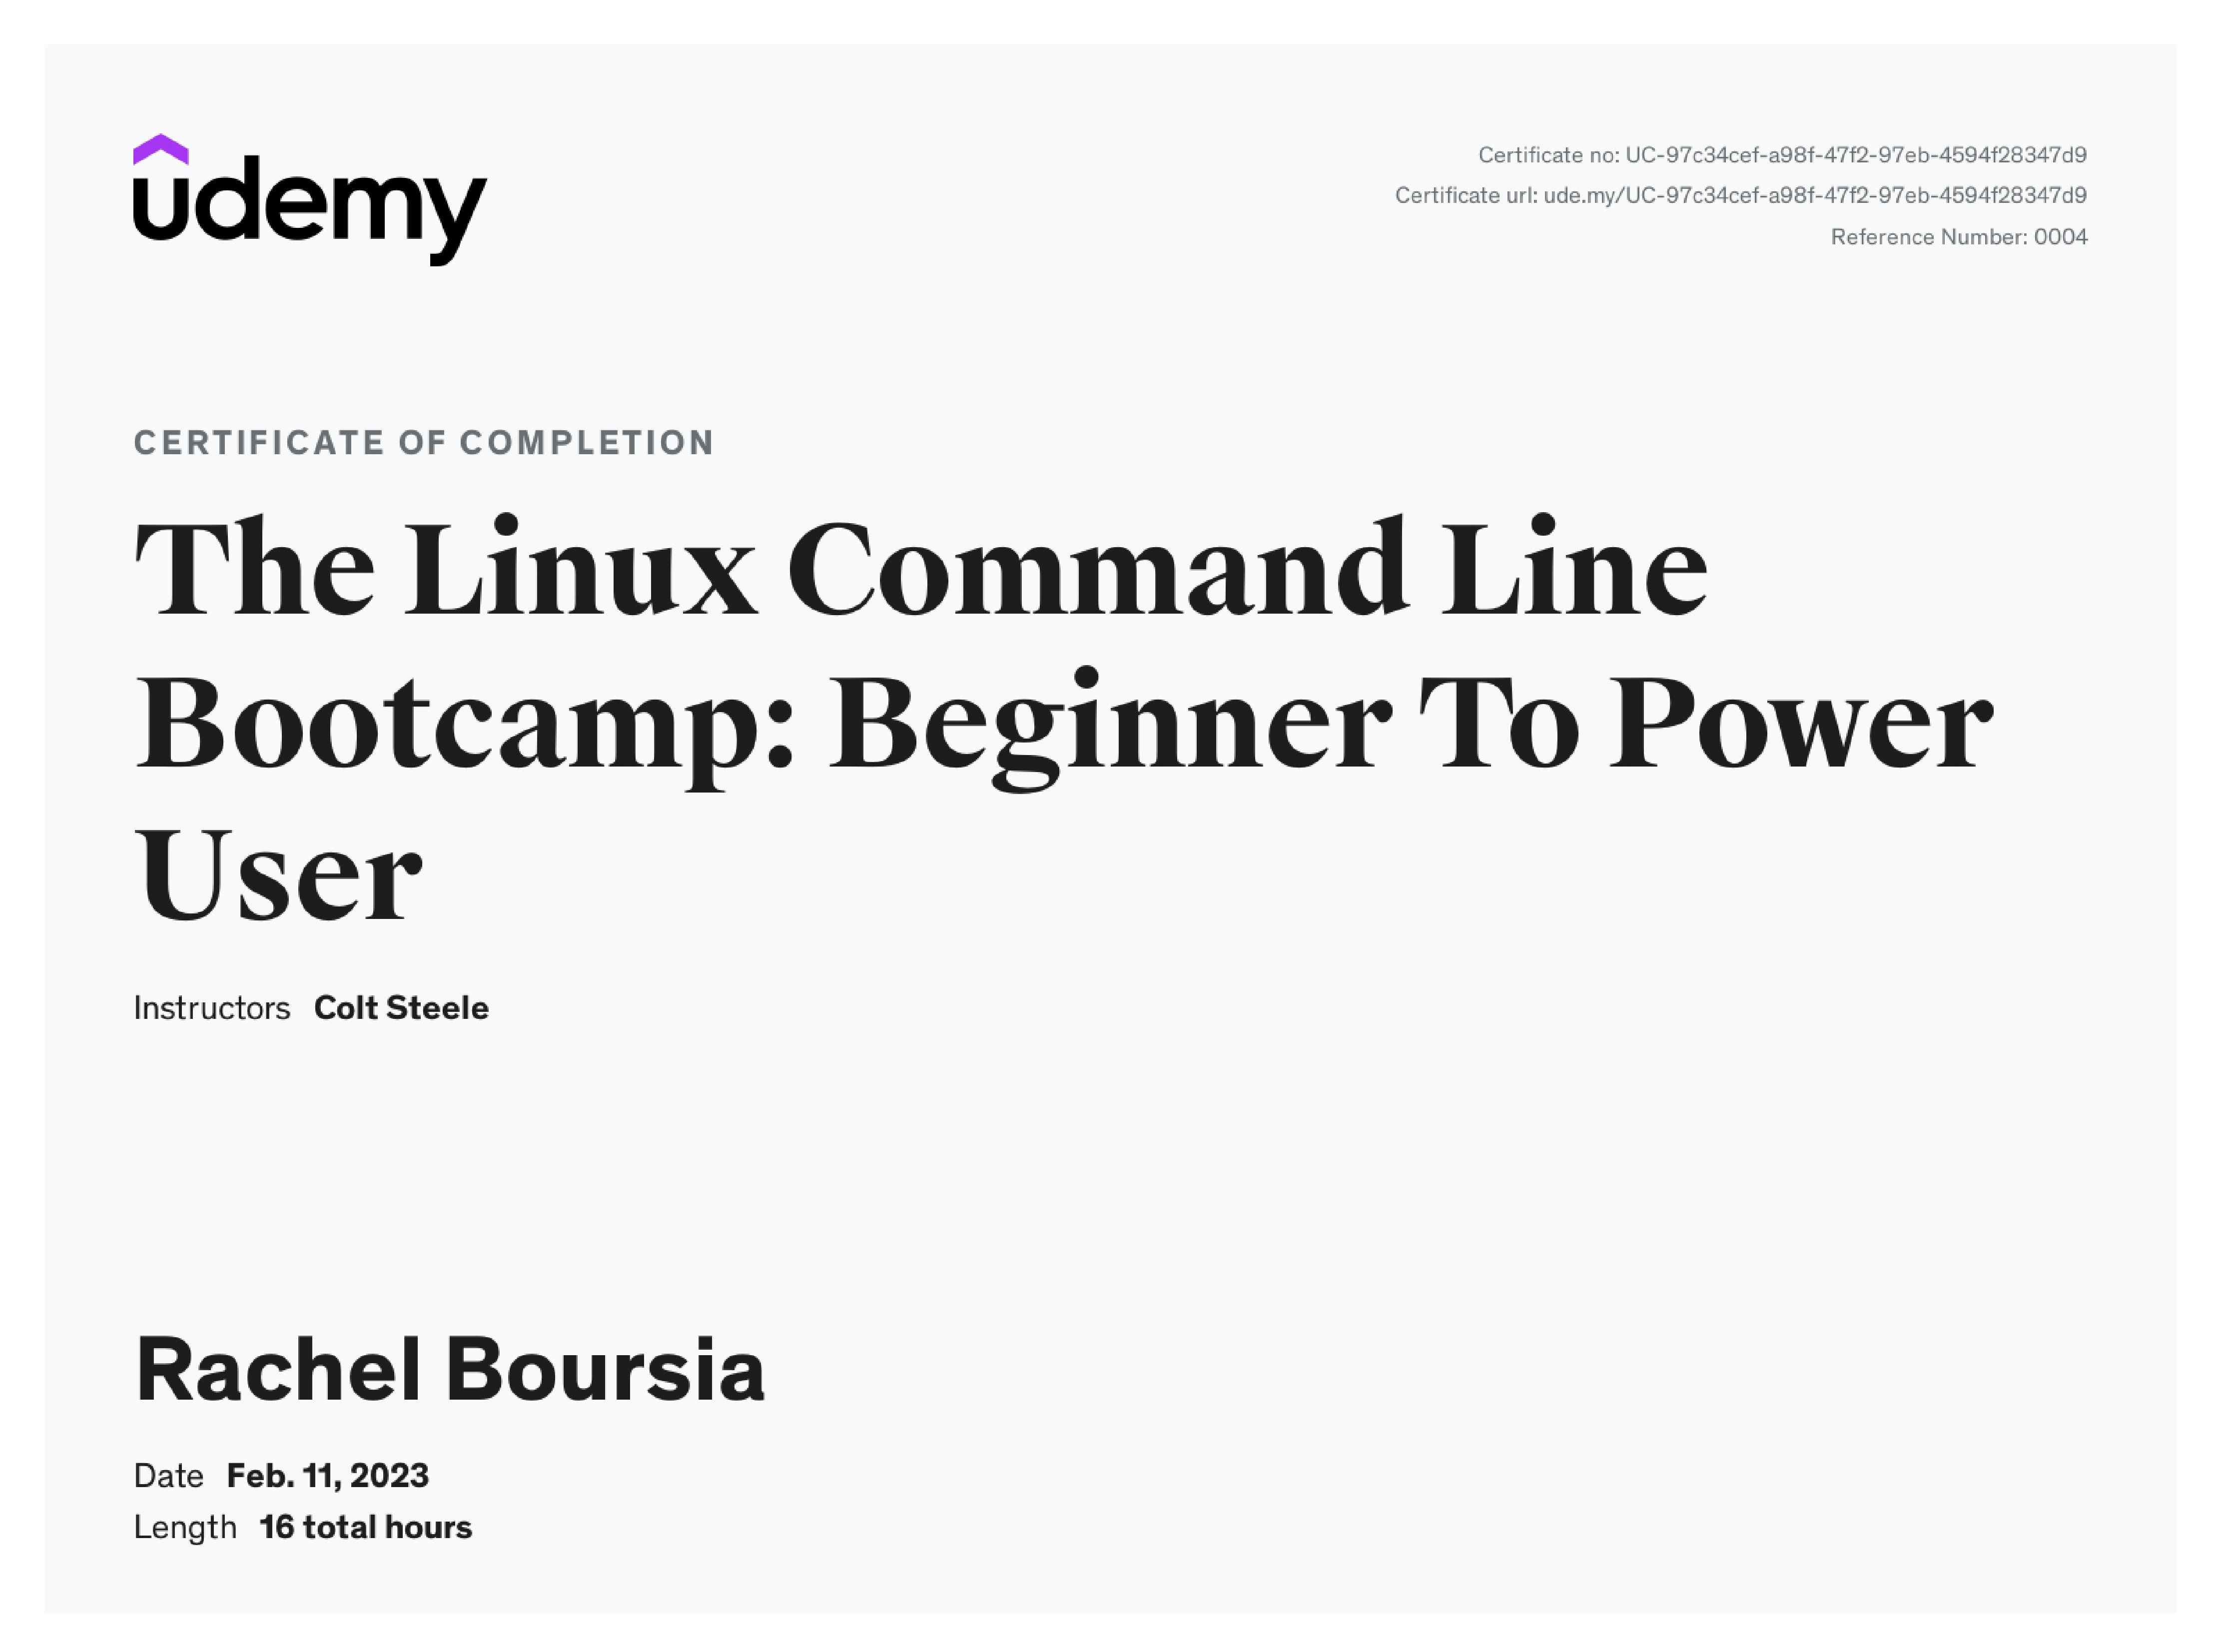 udemy
Certificate no: UC-97c34cef-a98f-47f2-97eb-4594f28347d9
Certificate url: ude.my/UC-97c34cef-a98f-47f2-97eb-4594f28347d9
Reference Number: 0004
CERTIFICATE OF COMPLETION
The Linux Command Line
Bootcamp: Beginner To Power
User
Instructors Colt Steele
Rachel Boursia
Date Feb. 11, 2023
Length 16 total hours